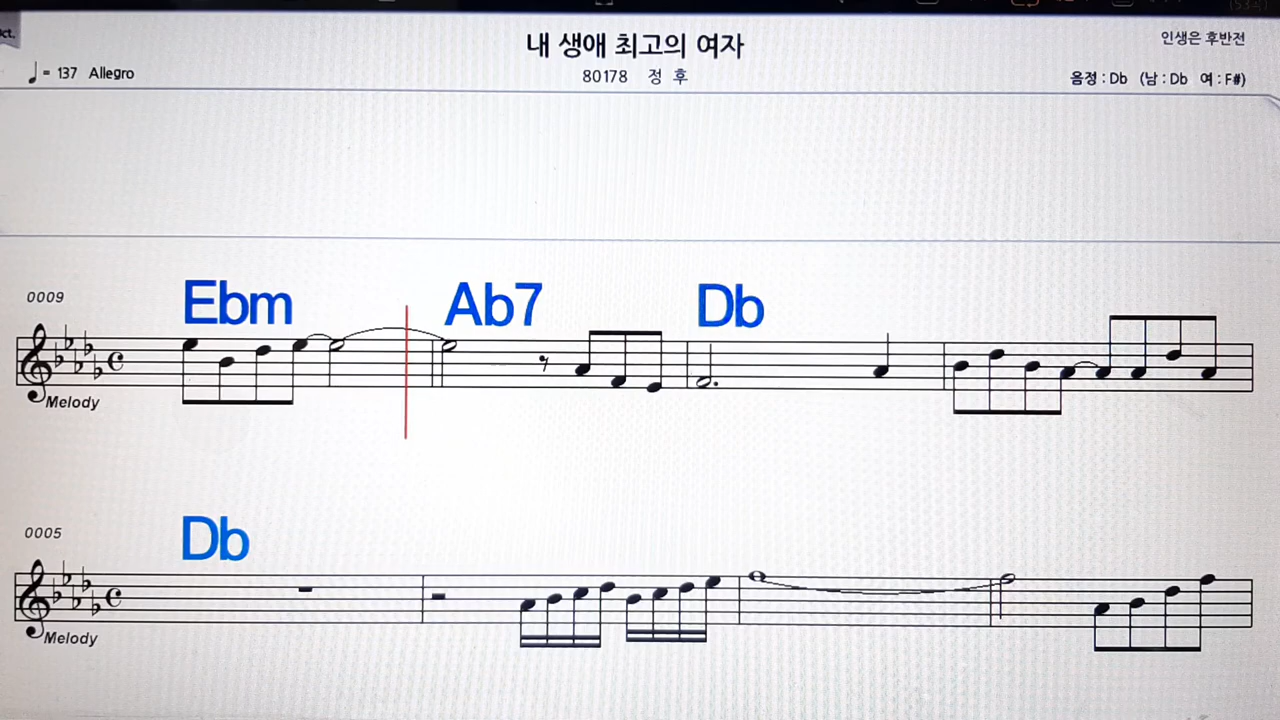 내 생애 최고의 여자
인생은 후반전
= 137 Allegro
80178 정 후
음정 : Db (남 : Db 여 : F#)
0009
Ebm Ab7 Db
Melody
0005
Db
Melody